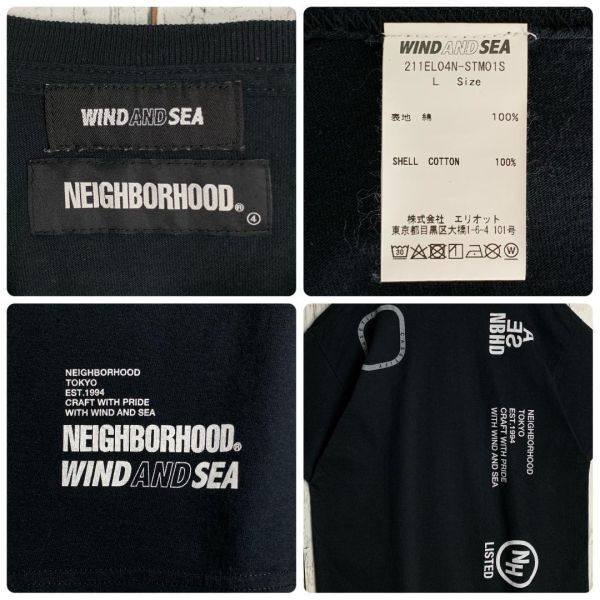 WIND AND SEA
NEIGHBORHOOD®
4
WIND AND SEA
211EL04N-STM01S
L Size
表地 綿 100%
SHELL COTTON 100%
株式会社 エリオット
東京都目黒区大橋1-6-4 101号
30
W
NEIGHBORHOOD
TOKYO
EST.1994
CRAFT WITH PRIDE
WITH WIND AND SEA
NEIGHBORHOOD®
WIND AND SEA
SEA
NBHD
NEIGHBORHOOD
TOKYO
EST.1994
CRAFT WITH PRIDE
WITH WIND AND SEA
NH
LISTED